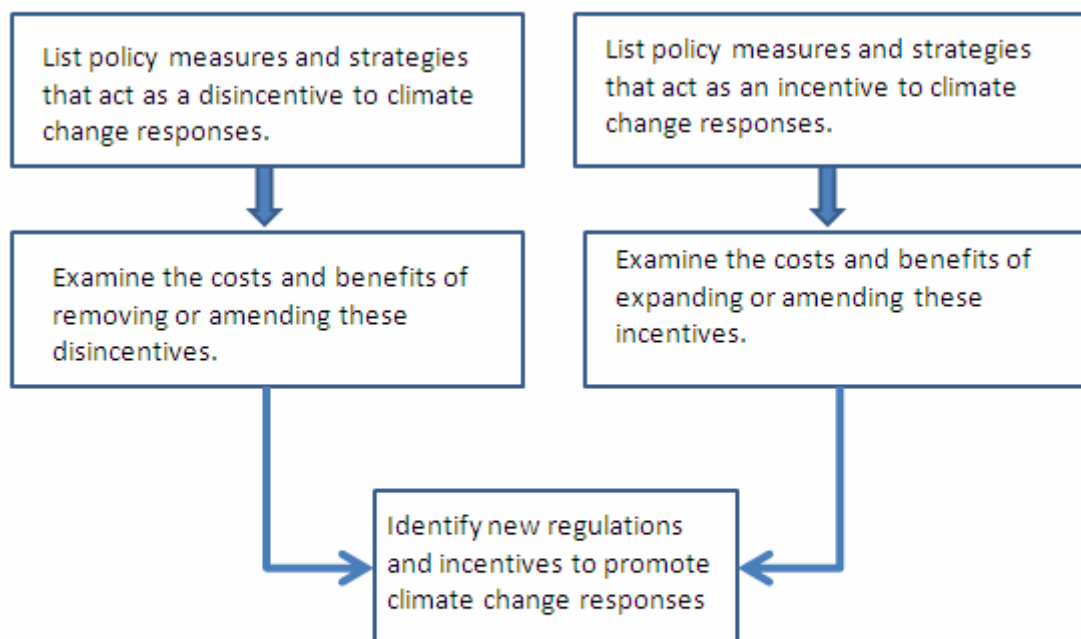 List policy measures and strategies
that act as a disincentive to climate
change responses.
List policy measures and strategies
that act as an incentive to climate
change responses.
Examine the costs and benefits of
removing or amending these
disincentives.
Examine the costs and benefits of
expanding or amending these
incentives.
Identify new regulations
and incentives to promote
climate change responses